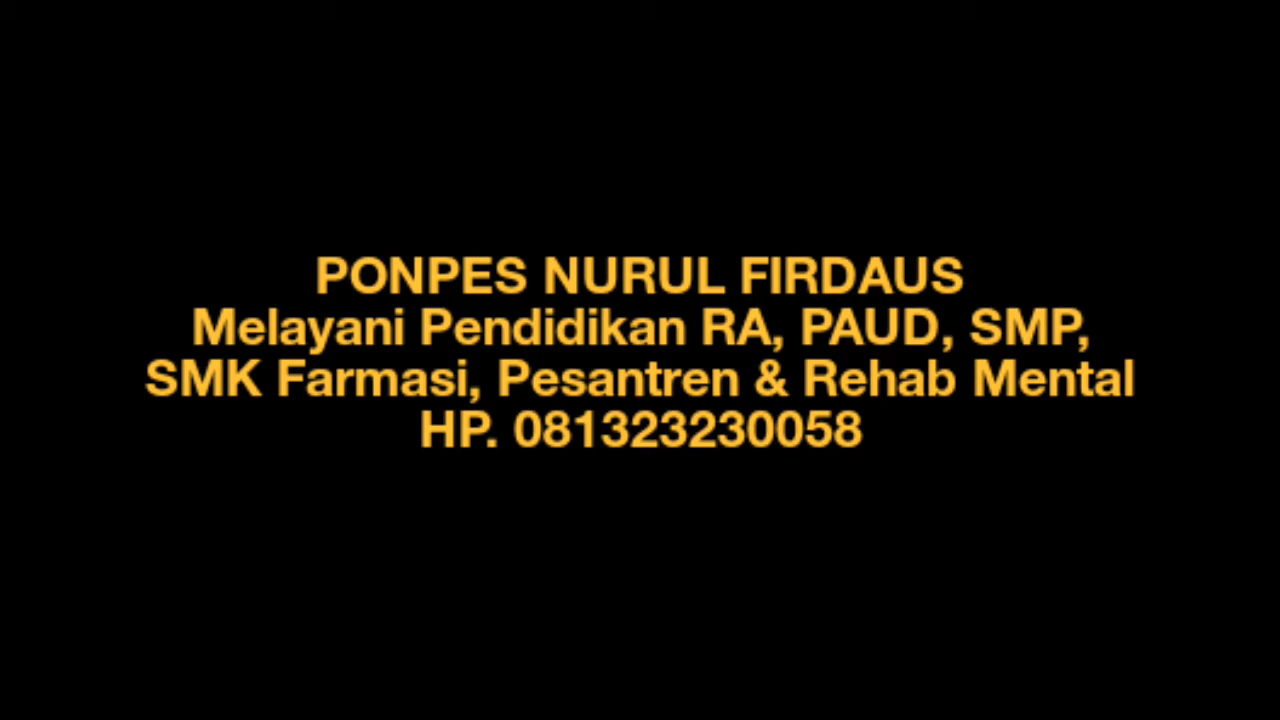 PONPES NURUL FIRDAUS
Melayani Pendidikan RA, PAUD, SMP,
SMK Farmasi, Pesantren & Rehab Mental
HP. 081323230058